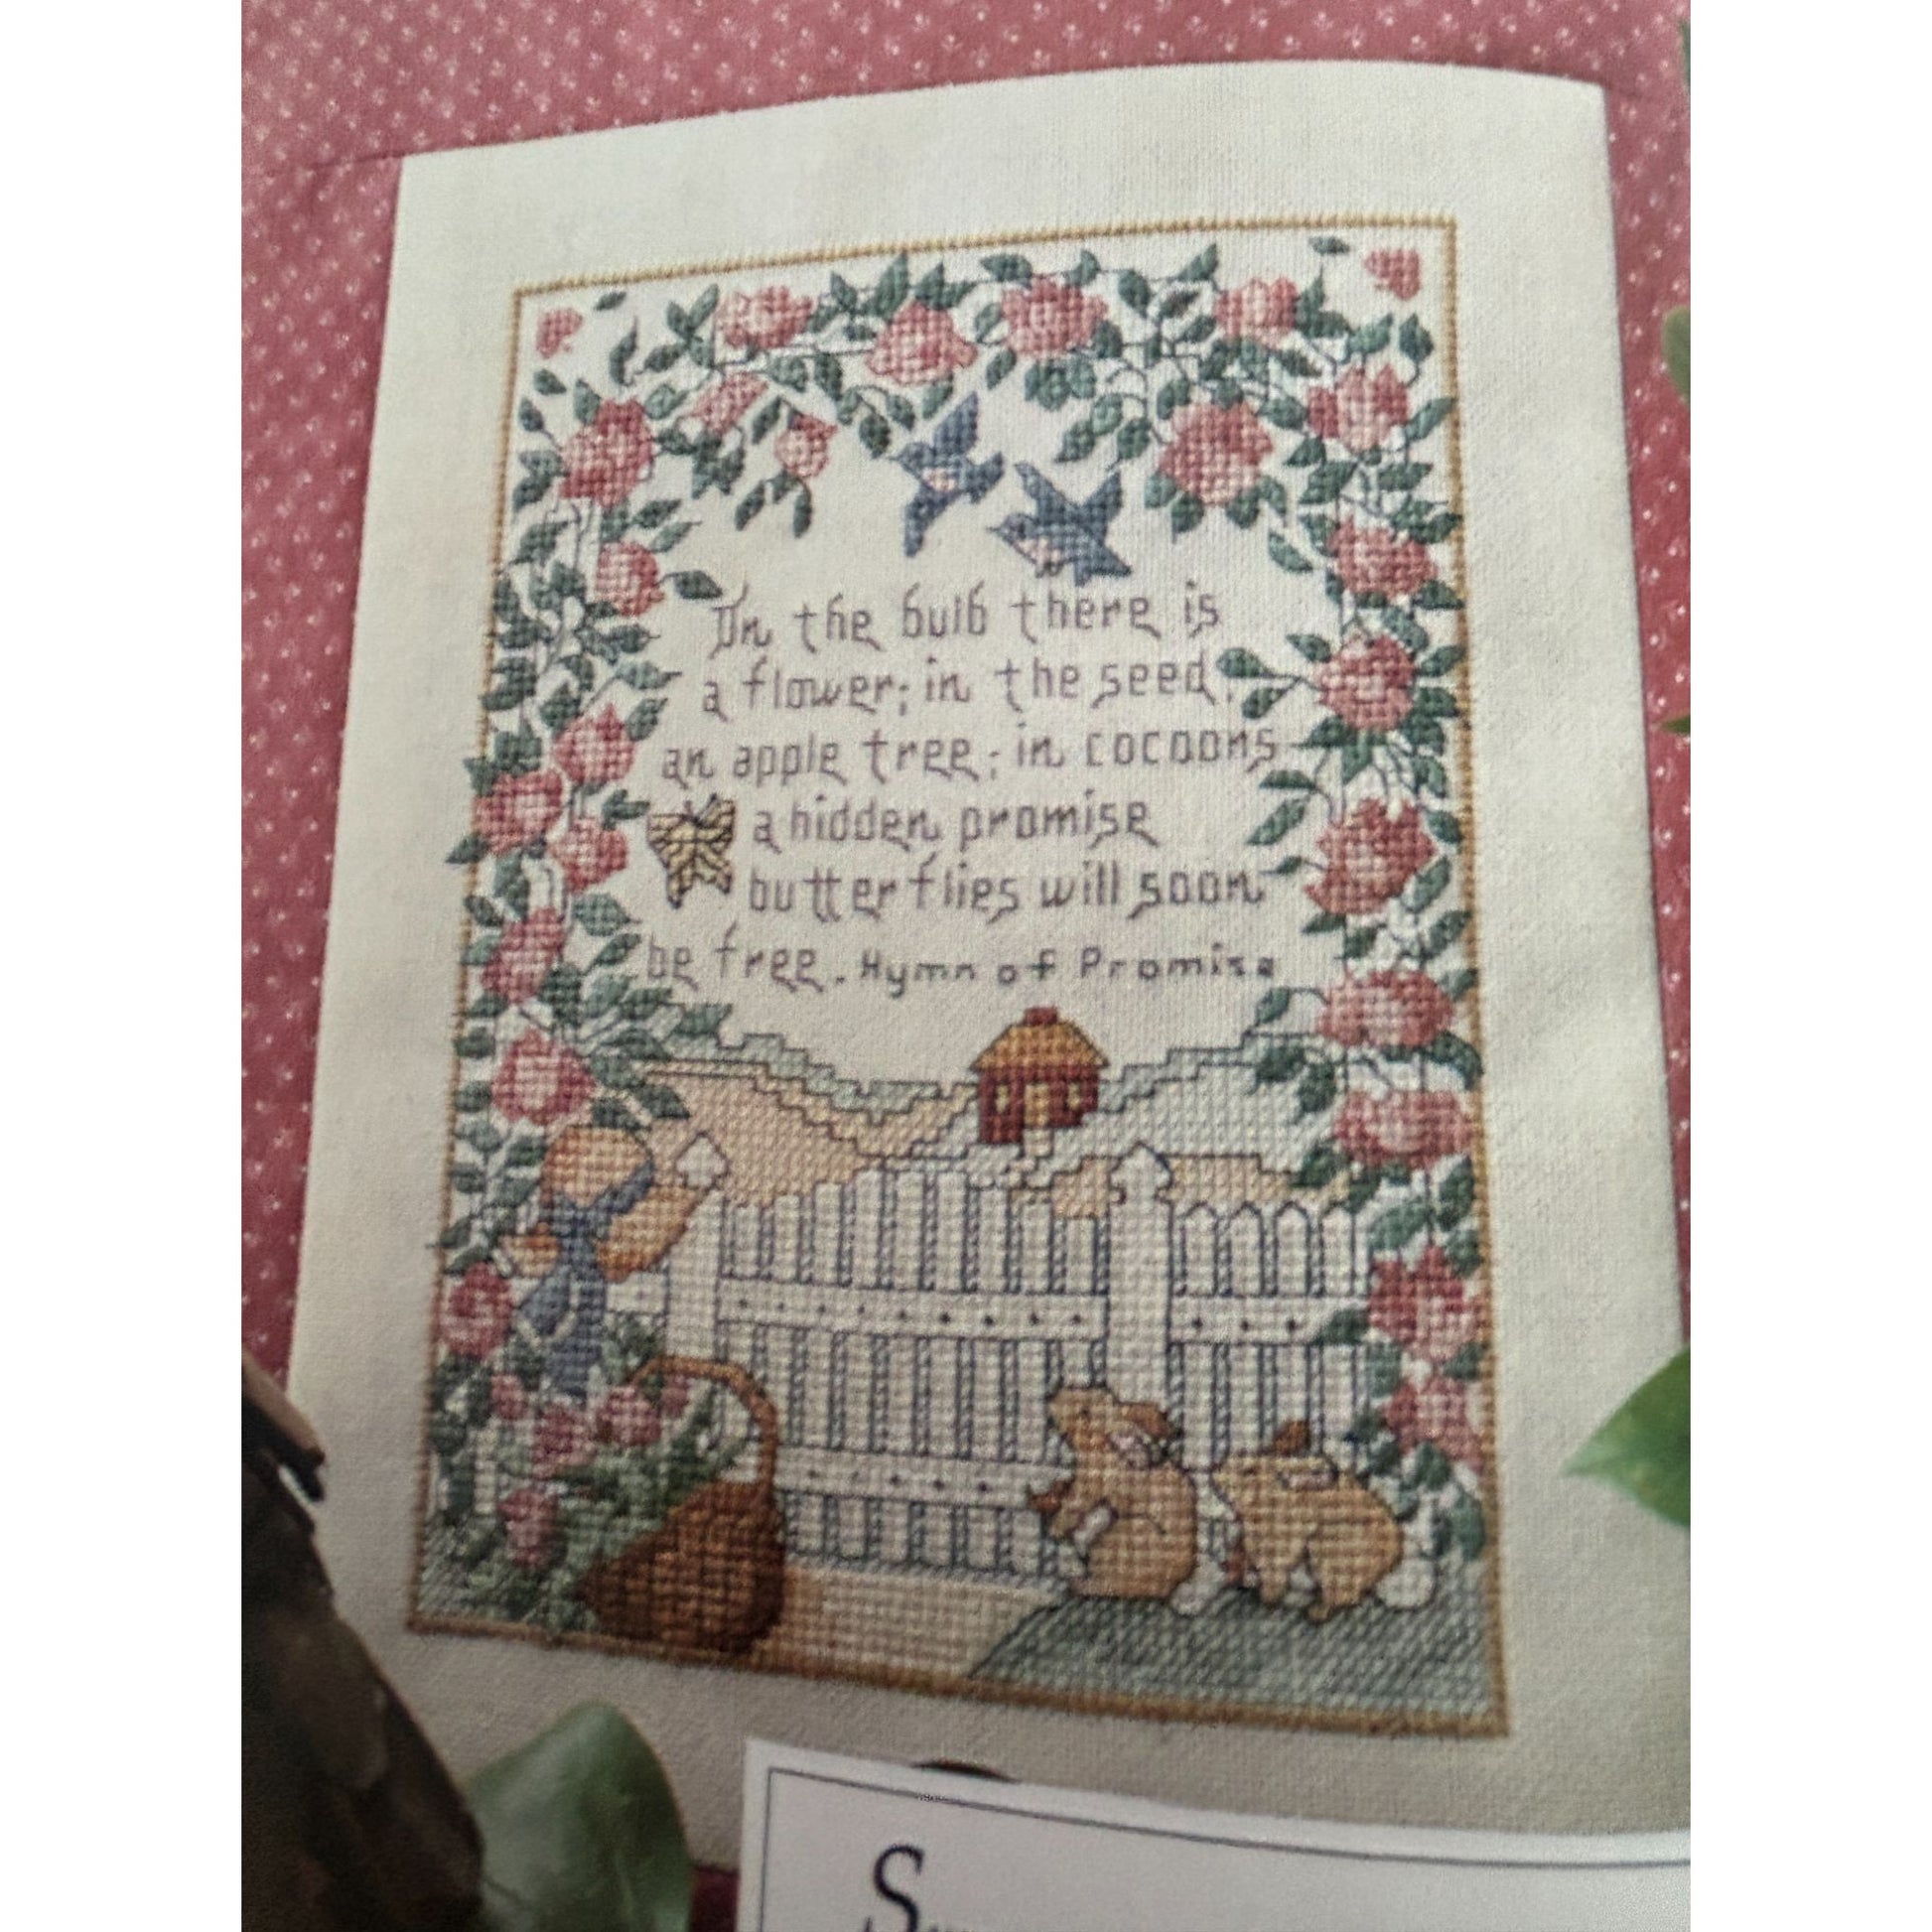 In the bulb there is
a flower; in the seed,
an apple tree; in cocoons
a hidden promise
butterflies will soon
be free. Hymn of Promise
S